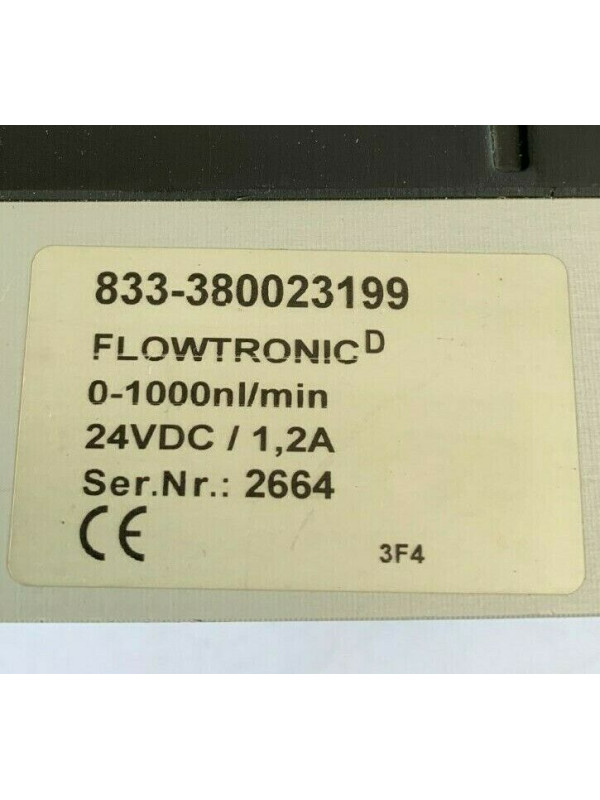 833-380023199
FLOWTRONIC D
0-1000nl/min
24VDC / 1,2A
Ser.Nr.: 2664
CE
3F4